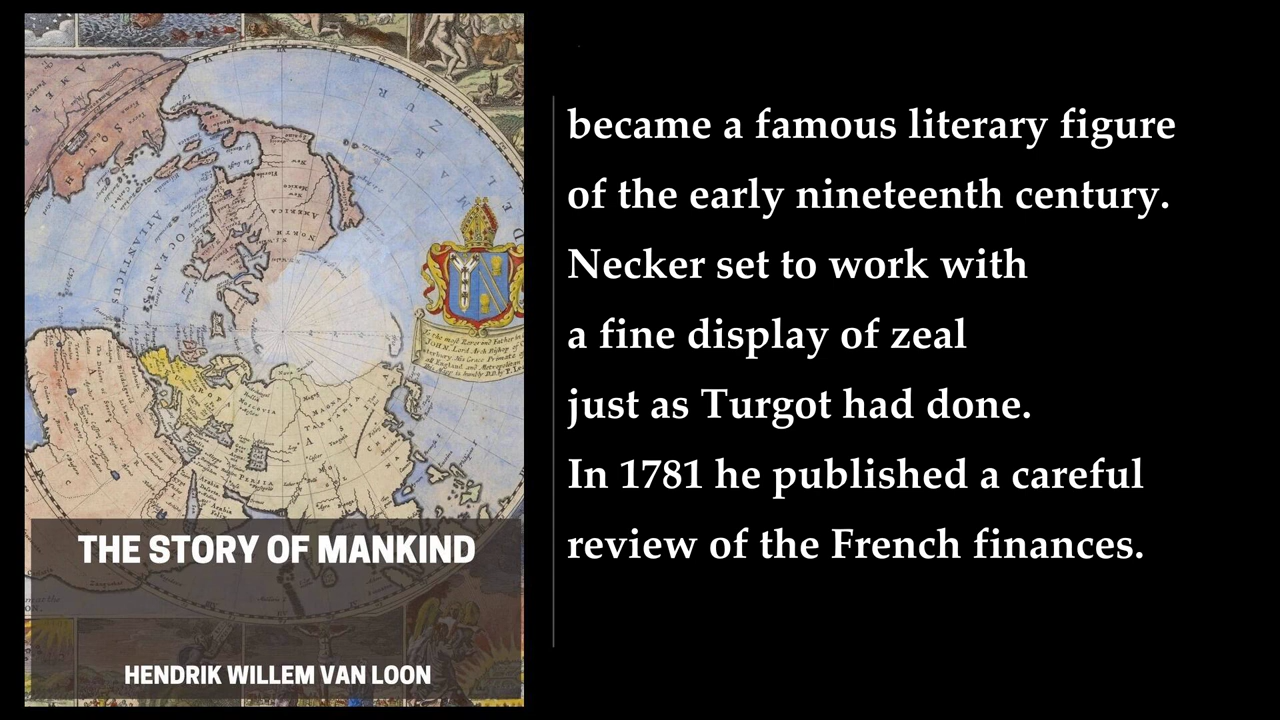 THE STORY OF MANKIND
HENDRIK WILLEM VAN LOON
became a famous literary figure
of the early nineteenth century.
Necker set to work with
a fine display of zeal
just as Turgot had done.
In 1781 he published a careful
review of the French finances.